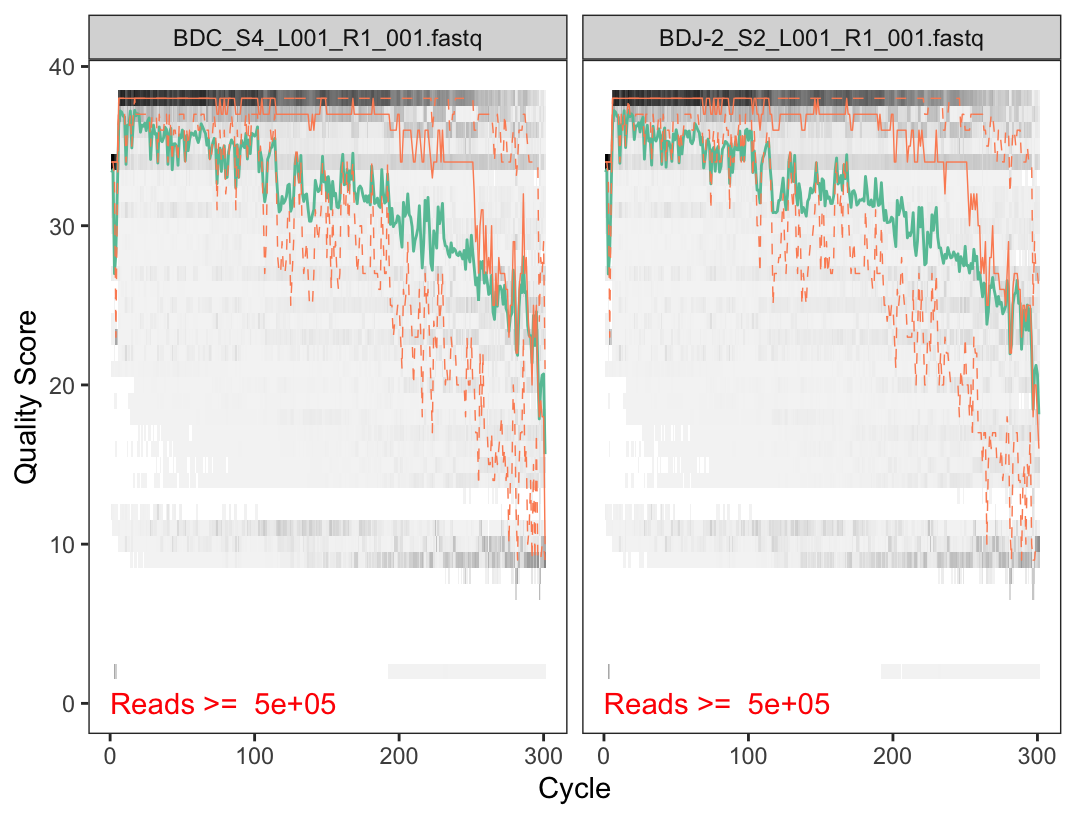 BDC_S4_L001_R1_001.fastq
BDJ-2_S2_L001_R1_001.fastq
40
30
20
10
0
Quality Score
Reads >=  5e+05
Reads >=  5e+05
0 100 200 300
0 100 200 300
Cycle